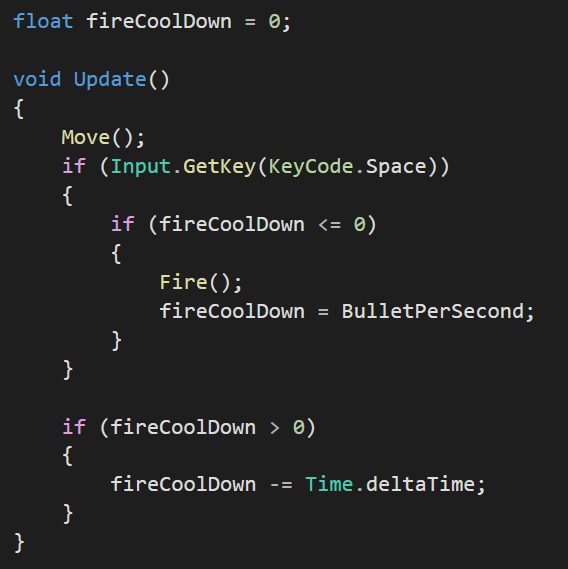 float fireCoolDown = 0;

void Update()
{
    Move();
    if (Input.GetKey(KeyCode.Space))
    {
        if (fireCoolDown <= 0)
        {
            Fire();
            fireCoolDown = BulletPerSecond;
        }
    }

    if (fireCoolDown > 0)
    {
        fireCoolDown -= Time.deltaTime;
    }
}